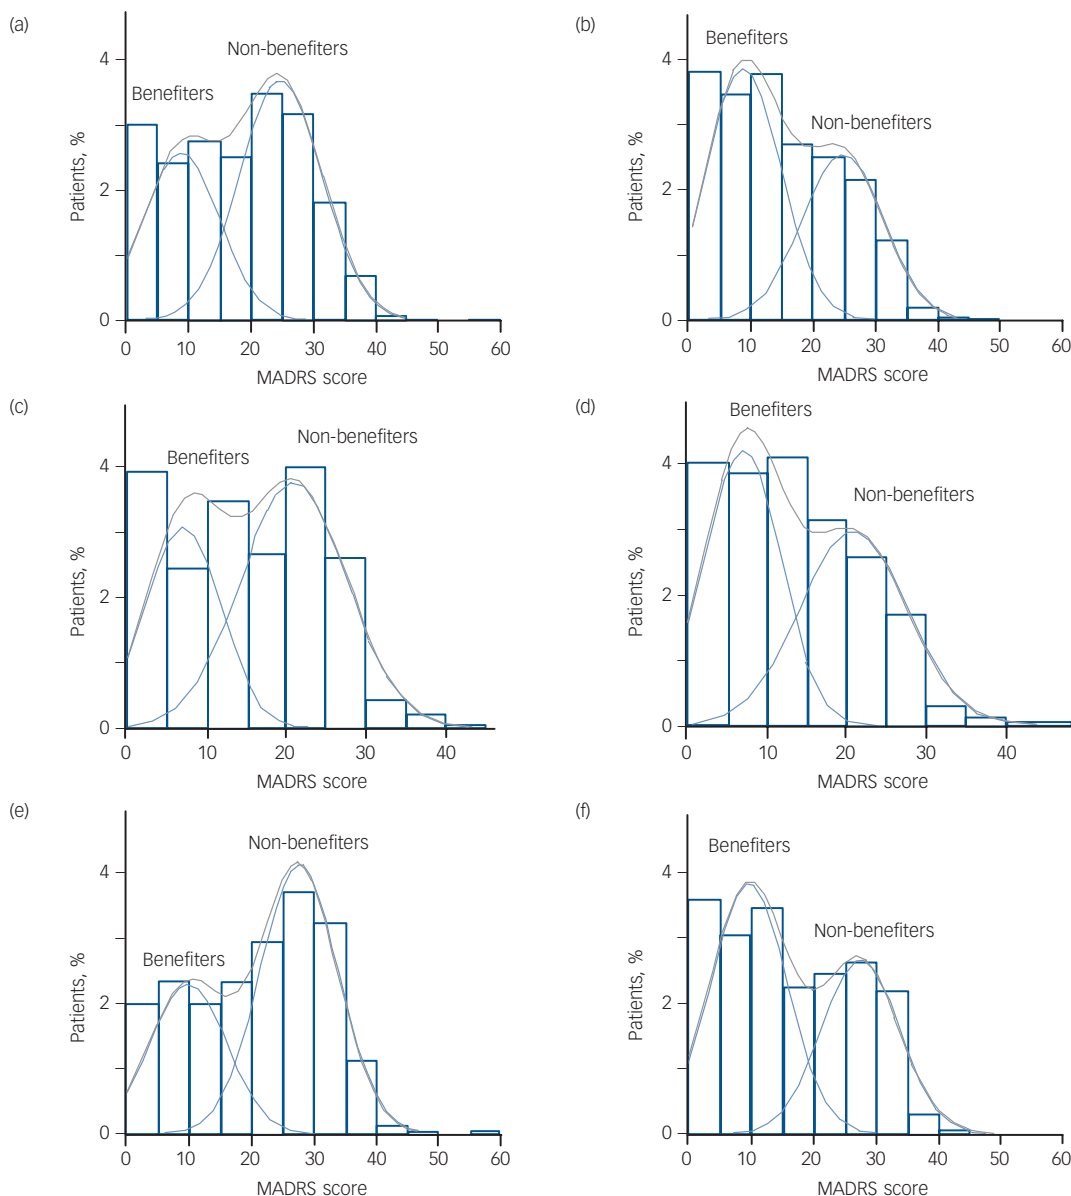 (a)
Non-benefiters
Benefiters
Patients, %
4
2
0
0 10 20 30 40 50 60
MADRS score
(b)
Benefiters
Non-benefiters
Patients, %
4
2
0
0 10 20 30 40 50 60
MADRS score
(c)
Non-benefiters
Benefiters
Patients, %
4
2
0
0 10 20 30 40
MADRS score
(d)
Benefiters
Non-benefiters
Patients, %
4
2
0
0 10 20 30 40
MADRS score
(e)
Non-benefiters
Benefiters
Patients, %
4
2
0
0 10 20 30 40 50 60
MADRS score
(f)
Benefiters
Non-benefiters
Patients, %
4
2
0
0 10 20 30 40 50 60
MADRS score